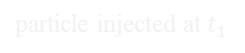 particle injected at t₁